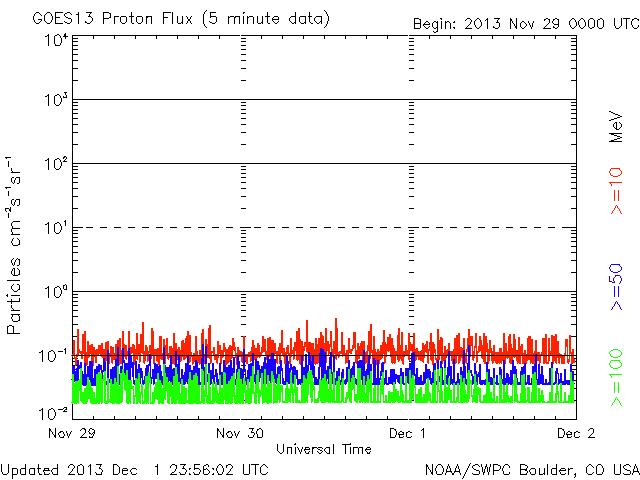 GOES13 Proton Flux (5 minute data)
Begin: 2013 Nov 29 0000 UTC
10⁴
10³
10²
10¹
10⁰
10⁻¹
10⁻²
Particles cm⁻²s⁻¹sr⁻¹
MeV
>=10
>=50
>=100
Nov 29
Nov 30
Dec 1
Dec 2
Universal Time
Updated 2013 Dec 1 23:56:02 UTC
NOAA/SWPC Boulder, CO USA